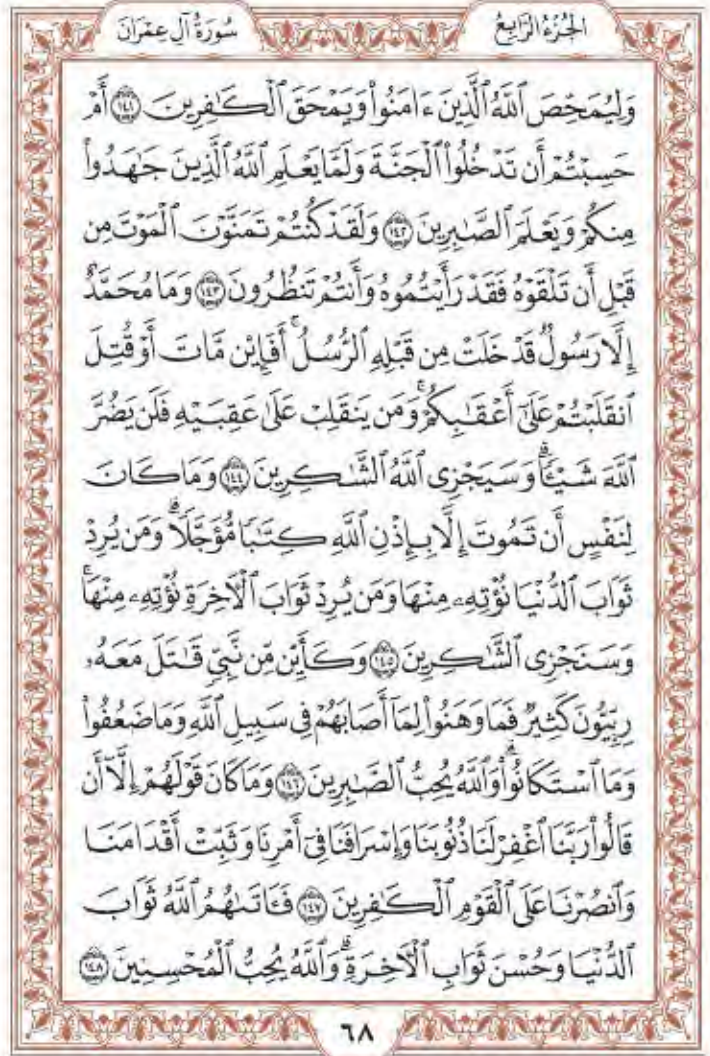 الجُزْءُ الرَّابِعُ
سُورَةُ آلِ عِمْرَانَ
وَلِيُمَحِّصَ ٱللَّهُ ٱلَّذِينَ ءَامَنُواْ وَيَمْحَقَ ٱلْكَٰفِرِينَ ١٤١ أَمْ
حَسِبْتُمْ أَن تَدْخُلُواْ ٱلْجَنَّةَ وَلَمَّا يَعْلَمِ ٱللَّهُ ٱلَّذِينَ جَٰهَدُواْ
مِنكُمْ وَيَعْلَمَ ٱلصَّٰبِرِينَ ١٤٢ وَلَقَدْ كُنتُمْ تَمَنَّوْنَ ٱلْمَوْتَ مِن
قَبْلِ أَن تَلْقَوْهُ فَقَدْ رَأَيْتُمُوهُ وَأَنتُمْ تَنظُرُونَ ١٤٣ وَمَا مُحَمَّدٌ
إِلَّا رَسُولٌ قَدْ خَلَتْ مِن قَبْلِهِ ٱلرُّسُلُ ۚ أَفَإِيْن مَّاتَ أَوْ قُتِلَ
ٱنقَلَبْتُمْ عَلَىٰٓ أَعْقَٰبِكُمْ ۚ وَمَن يَنقَلِبْ عَلَىٰ عَقِبَيْهِ فَلَن يَضُرَّ
ٱللَّهَ شَيْـًٔا ۗ وَسَيَجْزِى ٱللَّهُ ٱلشَّٰكِرِينَ ١٤٤ وَمَا كَانَ
لِنَفْسٍ أَن تَمُوتَ إِلَّا بِإِذْنِ ٱللَّهِ كِتَٰبًا مُّؤَجَّلًا ۗ وَمَن يُرِدْ
ثَوَابَ ٱلدُّنْيَا نُؤْتِهِۦ مِنْهَا وَمَن يُرِدْ ثَوَابَ ٱلْءَاخِرَةِ نُؤْتِهِۦ مِنْهَا ۚ
وَسَنَجْزِى ٱلشَّٰكِرِينَ ١٤٥ وَكَأَيِّن مِّن نَّبِىٍّ قَٰتَلَ مَعَهُۥ
رِبِّيُّونَ كَثِيرٌ فَمَا وَهَنُواْ لِمَآ أَصَابَهُمْ فِى سَبِيلِ ٱللَّهِ وَمَا ضَعُفُواْ
وَمَا ٱسْتَكَانُواْ ۗ وَٱللَّهُ يُحِبُّ ٱلصَّٰبِرِينَ ١٤٦ وَمَا كَانَ قَوْلَهُمْ إِلَّآ أَن
قَالُواْ رَبَّنَا ٱغْفِرْ لَنَا ذُنُوبَنَا وَإِسْرَافَنَا فِىٓ أَمْرِنَا وَثَبِّتْ أَقْدَامَنَا
وَٱنصُرْنَا عَلَى ٱلْقَوْمِ ٱلْكَٰفِرِينَ ١٤٧ فَـَٔاتَىٰهُمُ ٱللَّهُ ثَوَابَ
ٱلدُّنْيَا وَحُسْنَ ثَوَابِ ٱلْءَاخِرَةِ ۗ وَٱللَّهُ يُحِبُّ ٱلْمُحْسِنِينَ ١٤٨
٦٨